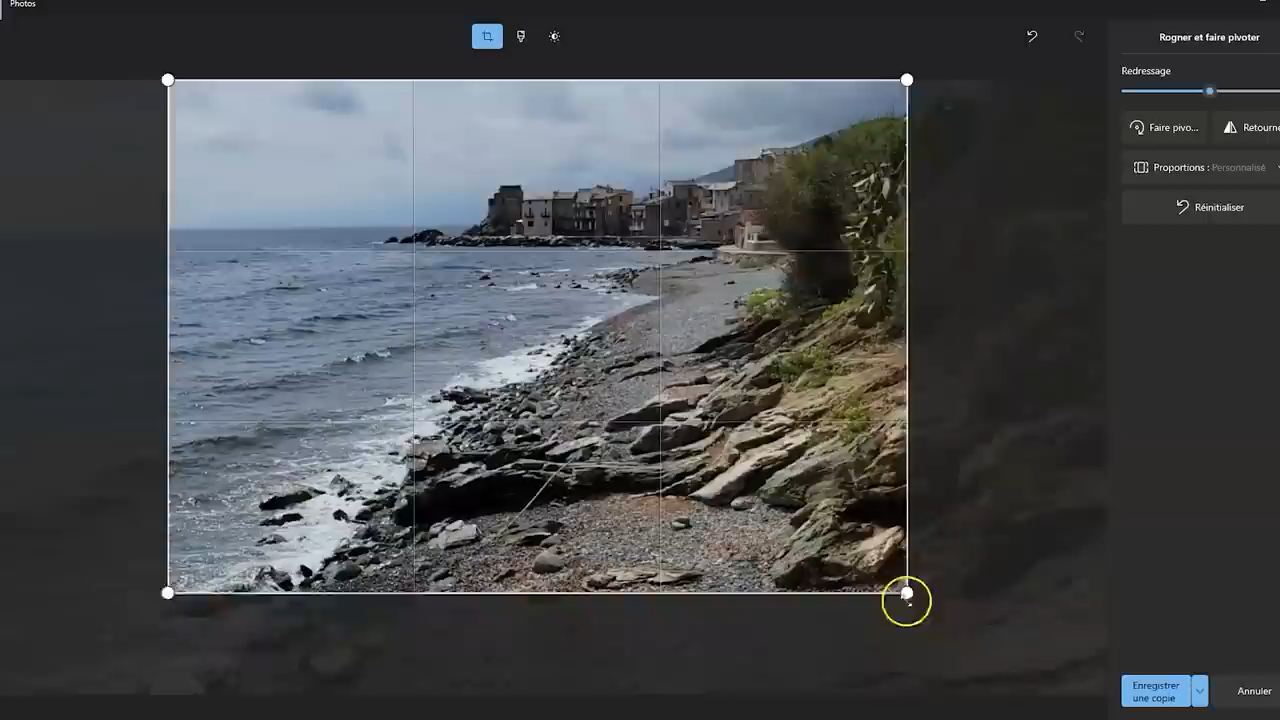 Photos
Rogner et faire pivoter
Redressage
Faire pivo...
Retourne
Proportions : Personnalisé
Réinitialiser
Enregistrer
une copie
Annuler